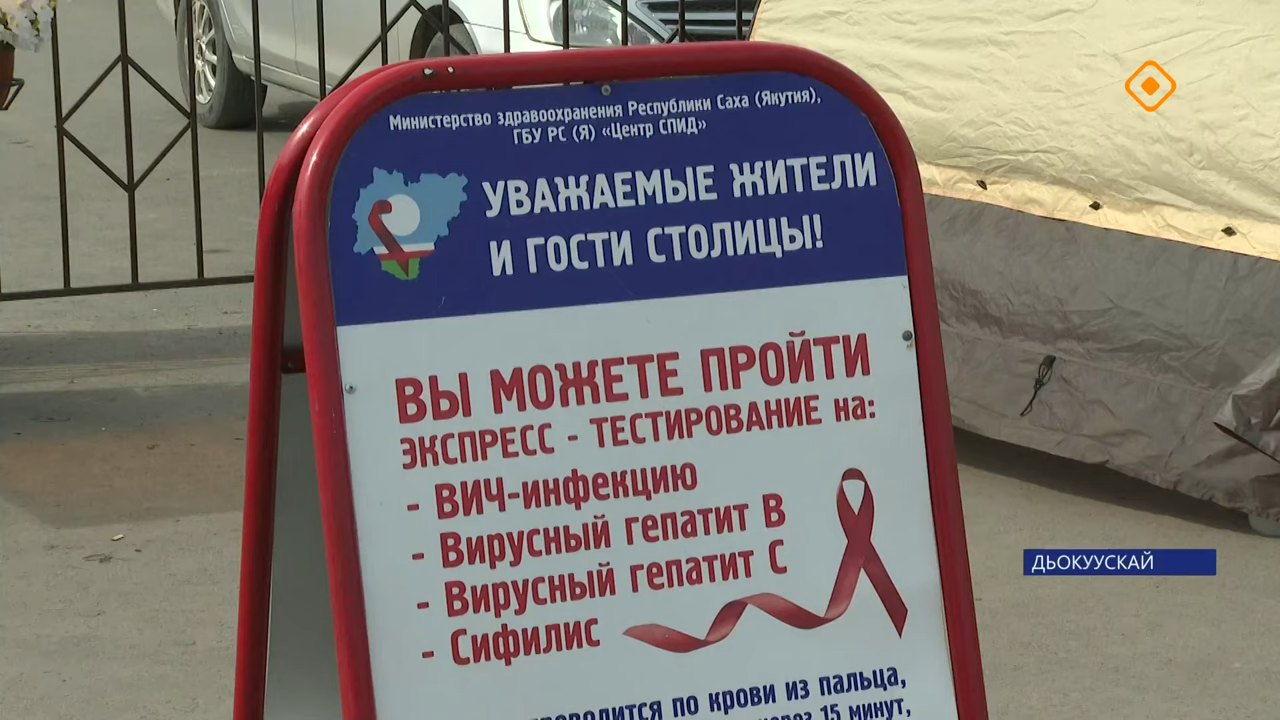 Министерство здравоохранения Республики Саха (Якутия),
ГБУ РС (Я) «Центр СПИД»
УВАЖАЕМЫЕ ЖИТЕЛИ
И ГОСТИ СТОЛИЦЫ!
ВЫ МОЖЕТЕ ПРОЙТИ
ЭКСПРЕСС - ТЕСТИРОВАНИЕ на:
- ВИЧ-инфекцию
- Вирусный гепатит В
- Вирусный гепатит С
- Сифилис
по крови из пальца,
15 минут,
ДЬОКУУСКАЙ